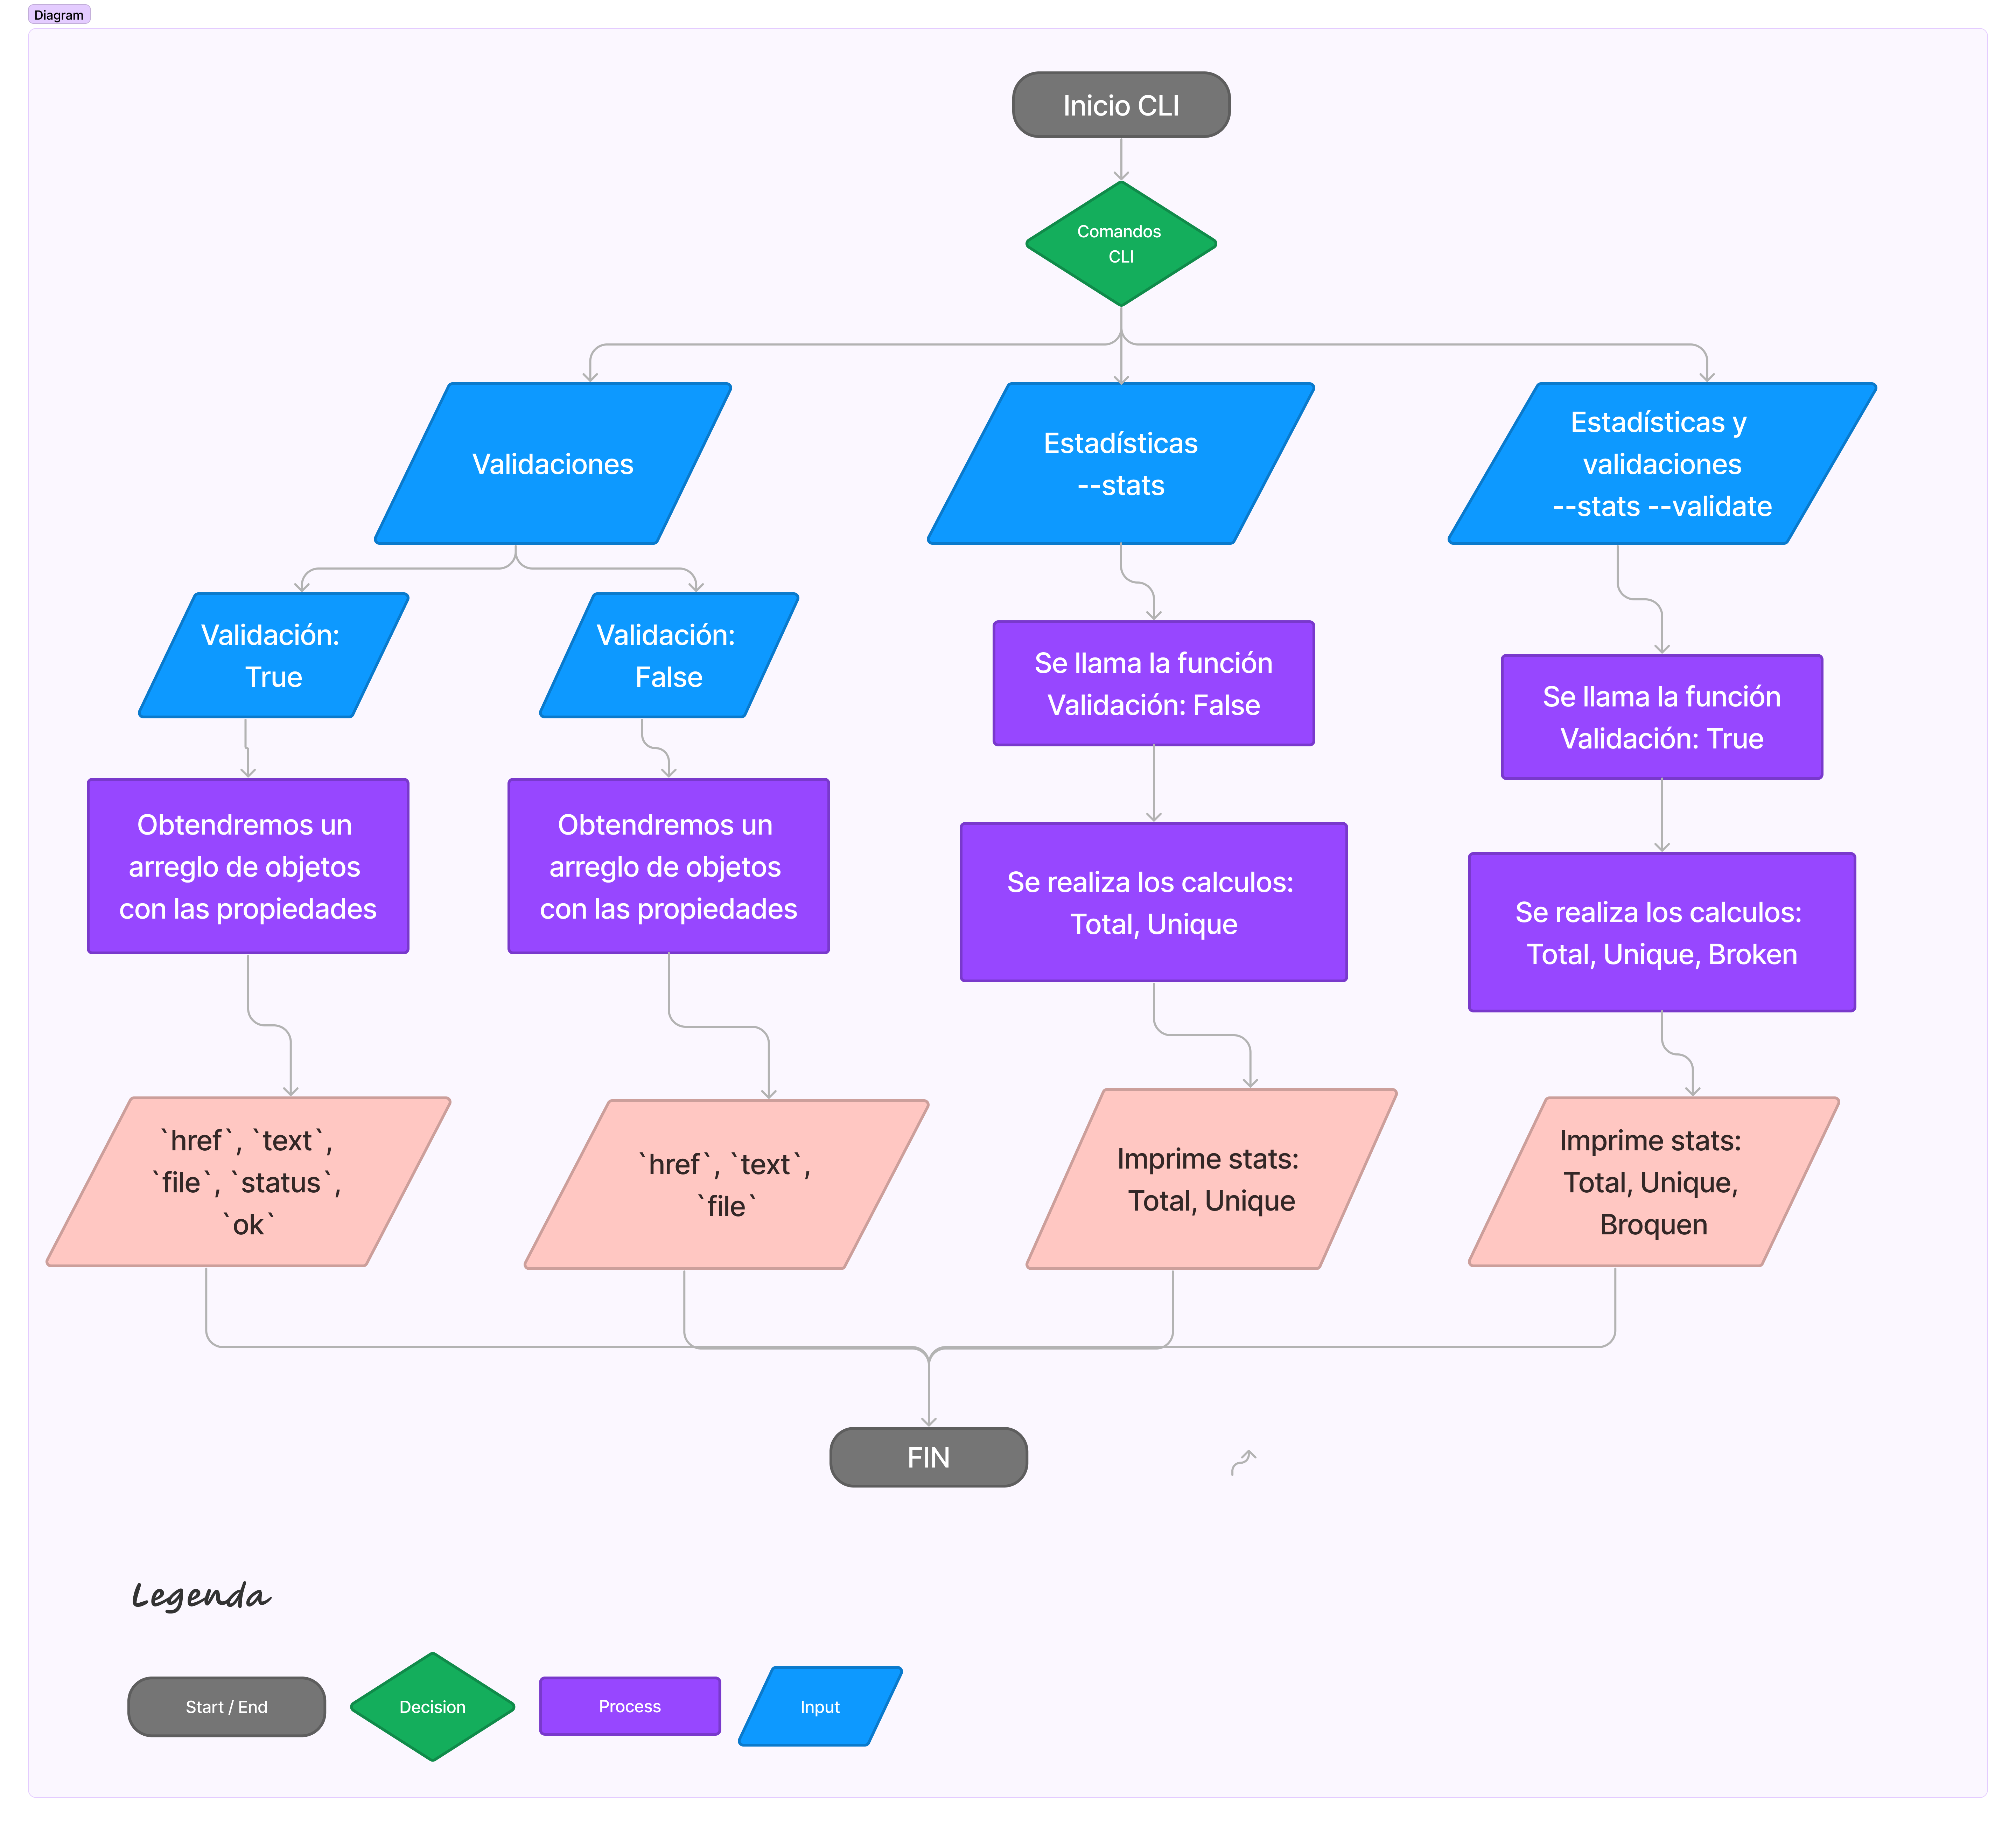 Diagram
Inicio CLI
Comandos
CLI
Validaciones
Estadísticas
--stats
Estadísticas y
validaciones
--stats --validate
Validación:
True
Validación:
False
Se llama la función
Validación: False
Se llama la función
Validación: True
Obtendremos un
arreglo de objetos
con las propiedades
Obtendremos un
arreglo de objetos
con las propiedades
Se realiza los calculos:
Total, Unique
Se realiza los calculos:
Total, Unique, Broken
`href`, `text`,
`file`, `status`,
`ok`
`href`, `text`,
`file`
Imprime stats:
Total, Unique
Imprime stats:
Total, Unique,
Broquen
FIN
Legenda
Start / End
Decision
Process
Input